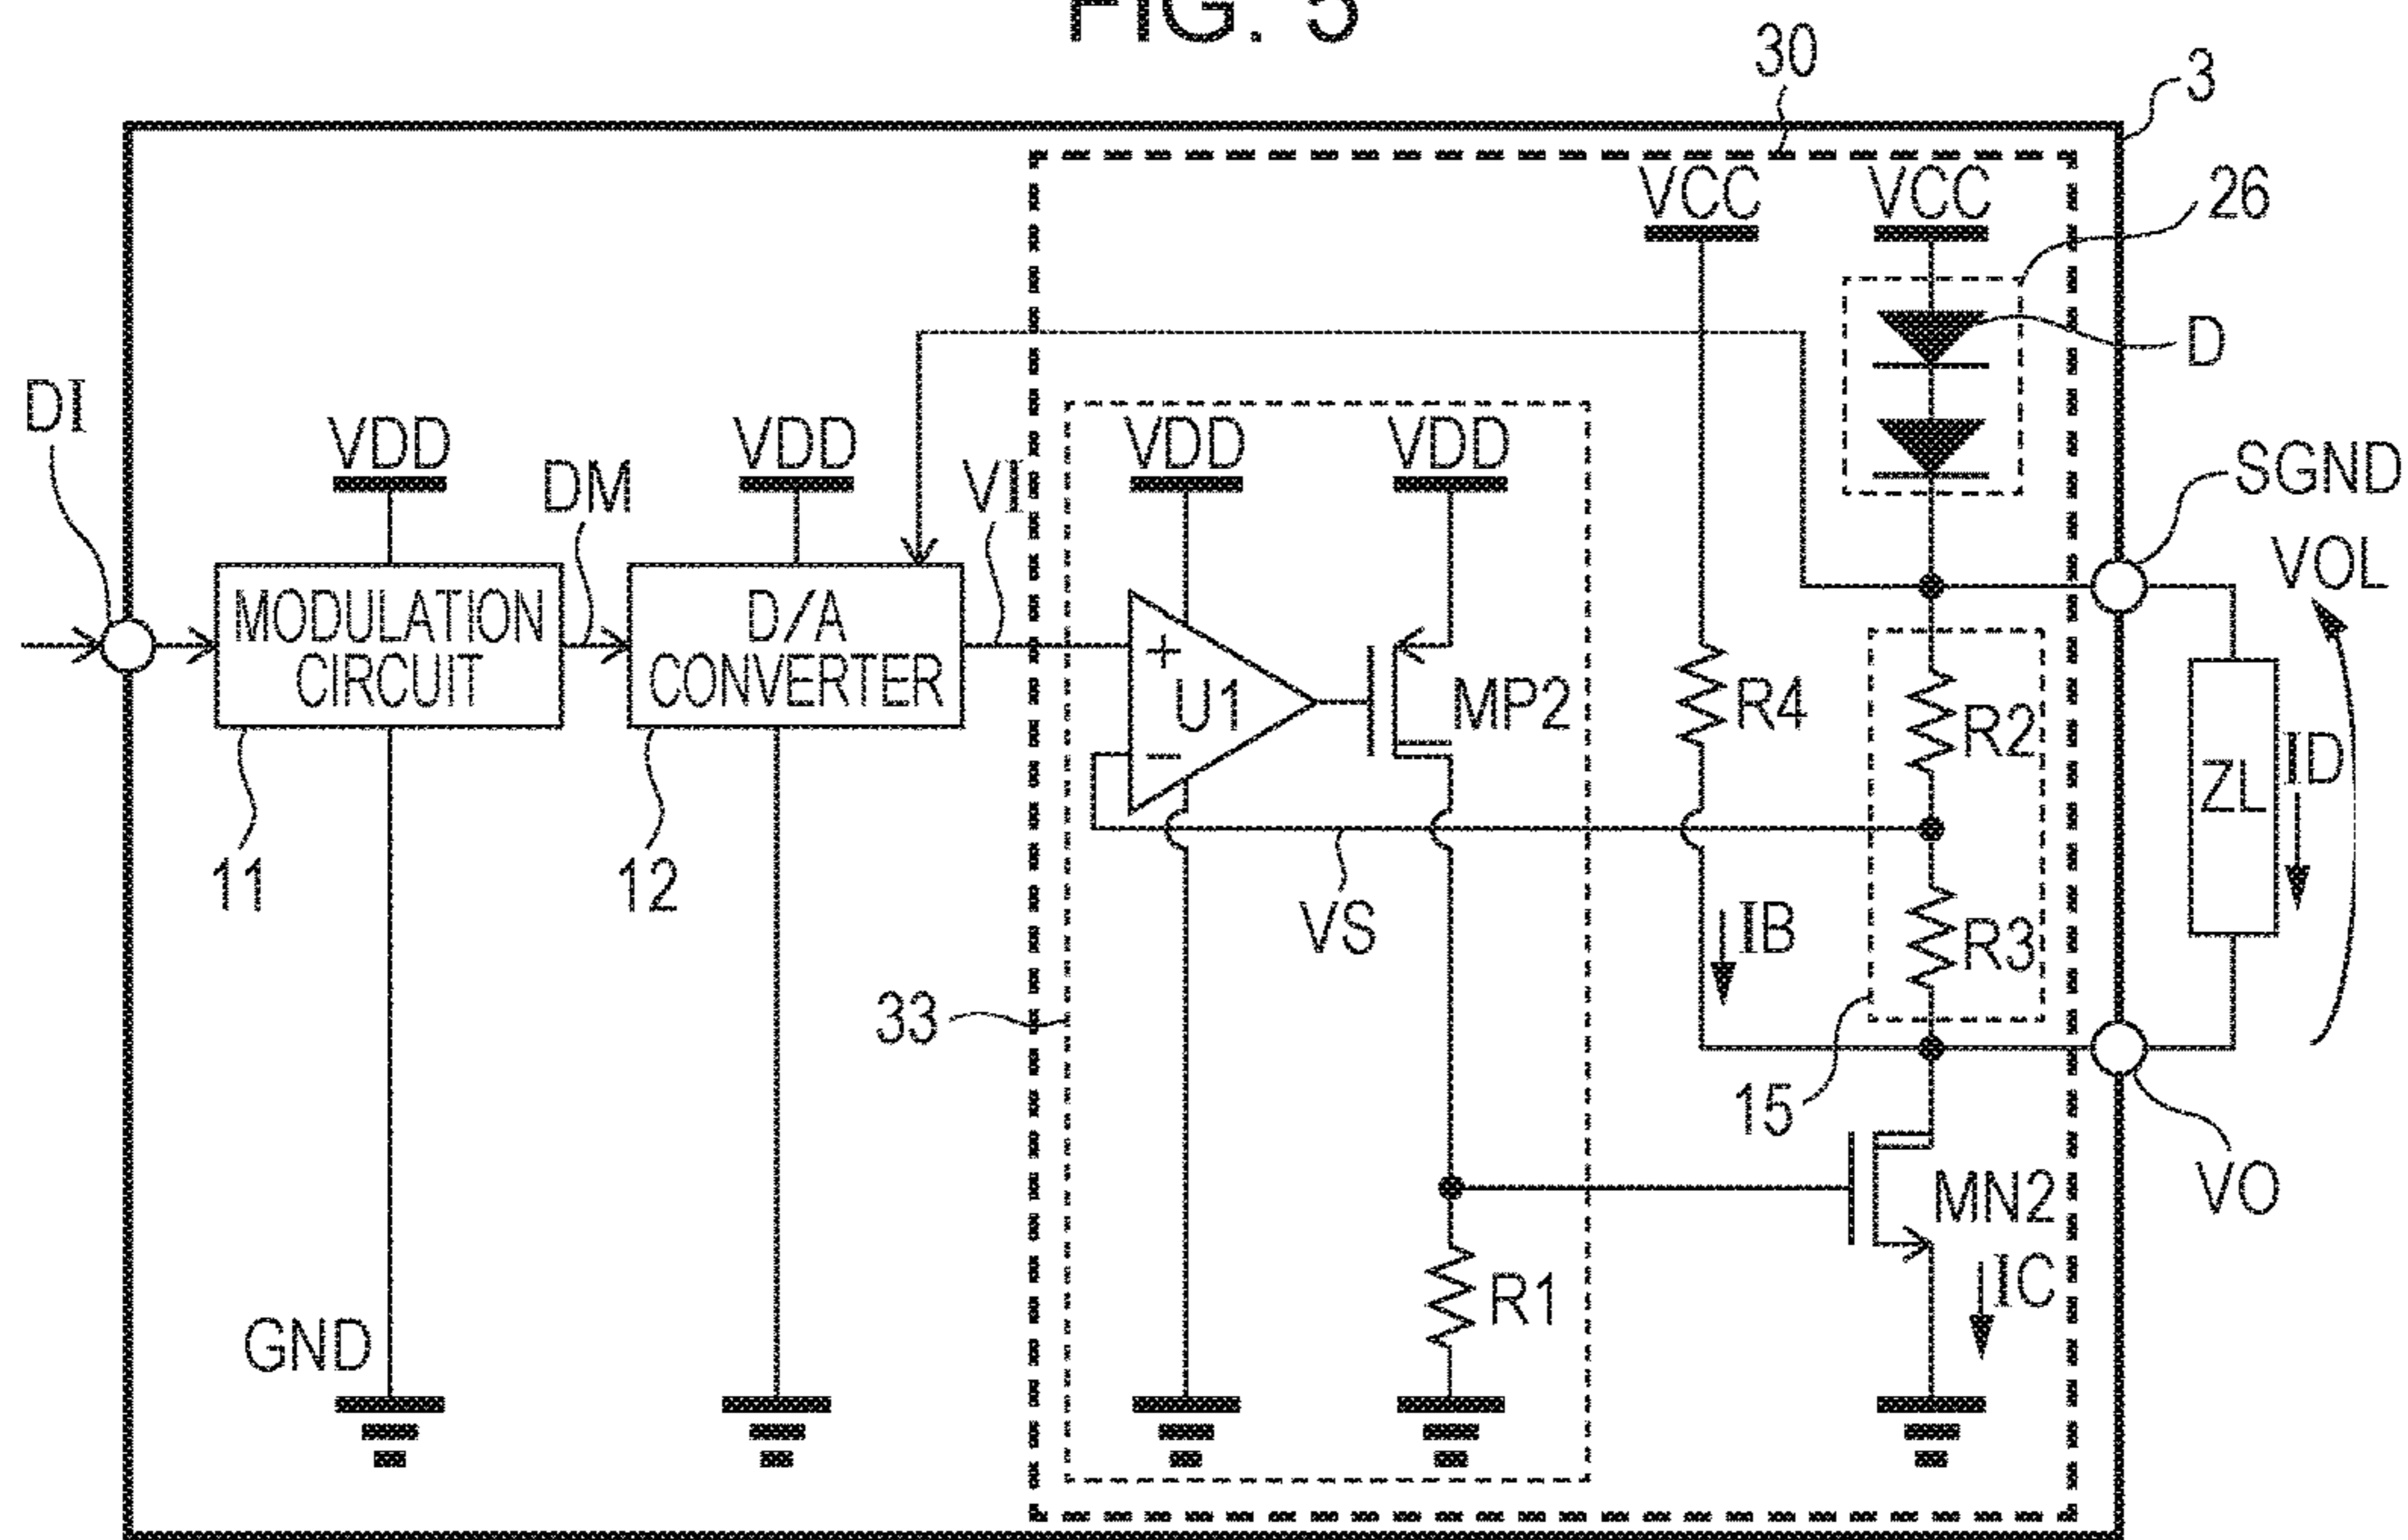 FIG. 5
30
3
VCC
VCC
26
D
DI
VDD
VDD
VDD
VDD
DM
VI
SGND
VOL
MODULATION
CIRCUIT
D/A
CONVERTER
+
U1
−
MP2
R4
R2
ZL
ID
11
12
VS
IB
R3
33
15
MN2
VO
R1
IC
GND